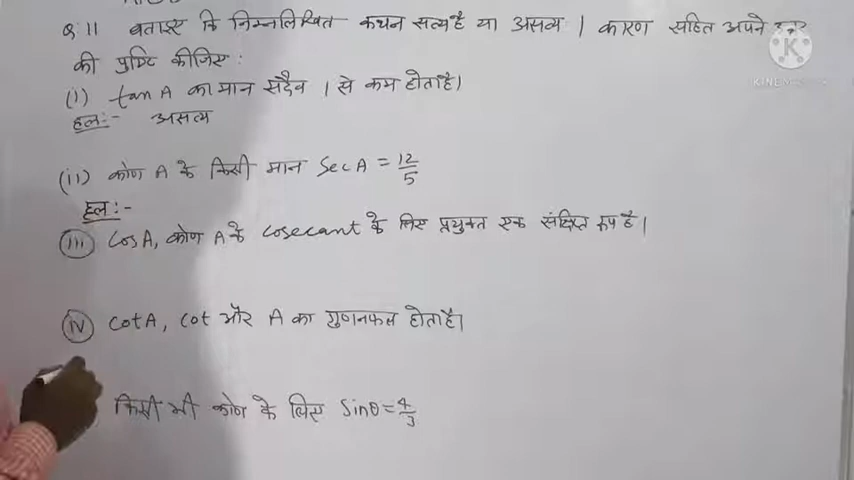 Q.11 बताइए कि निम्नलिखित कथन सत्य है या असत्य । कारण सहित अपने
की पुष्टि कीजिए :
(i) tan A का मान सदैव 1 से कम होता है।
हल:- असत्य
(ii) कोण A के किसी मान Sec A = 12/5
हल:-
(iii) Cos A, कोण A के Cosecant के लिए प्रयुक्त एक संक्षिप्त रूप है।
(iv) Cot A, Cot और A का गुणनफल होता है।
किसी भी कोण के लिए Sinθ = 4/3